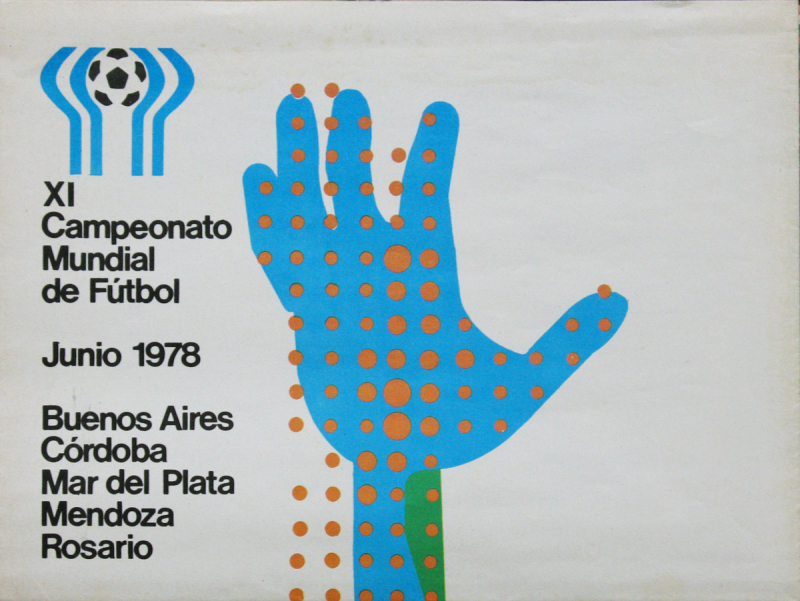 XI
Campeonato
Mundial
de Fútbol
Junio 1978
Buenos Aires
Córdoba
Mar del Plata
Mendoza
Rosario